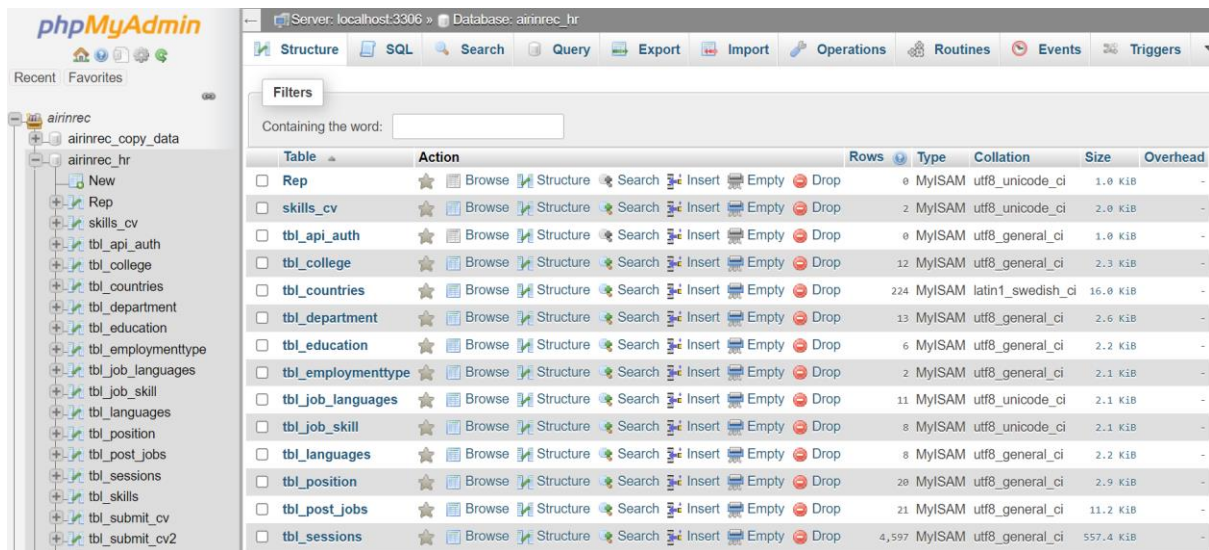 phpMyAdmin
Recent Favorites
airinrec
airinrec_copy_data
airinrec_hr
New
Rep
skills_cv
tbl_api_auth
tbl_college
tbl_countries
tbl_department
tbl_education
tbl_employmenttype
tbl_job_languages
tbl_job_skill
tbl_languages
tbl_position
tbl_post_jobs
tbl_sessions
tbl_skills
tbl_submit_cv
tbl_submit_cv2
Server: localhost:3306 » Database: airinrec_hr
Structure SQL Search Query Export Import Operations Routines Events Triggers
Filters
Containing the word:
Table Action Rows Type Collation Size Overhead
Rep Browse Structure Search Insert Empty Drop 0 MyISAM utf8_unicode_ci 1.0 KiB -
skills_cv Browse Structure Search Insert Empty Drop 2 MyISAM utf8_unicode_ci 2.0 KiB -
tbl_api_auth Browse Structure Search Insert Empty Drop 0 MyISAM utf8_general_ci 1.0 KiB -
tbl_college Browse Structure Search Insert Empty Drop 12 MyISAM utf8_general_ci 2.3 KiB -
tbl_countries Browse Structure Search Insert Empty Drop 224 MyISAM latin1_swedish_ci 16.0 KiB -
tbl_department Browse Structure Search Insert Empty Drop 13 MyISAM utf8_general_ci 2.6 KiB -
tbl_education Browse Structure Search Insert Empty Drop 6 MyISAM utf8_general_ci 2.2 KiB -
tbl_employmenttype Browse Structure Search Insert Empty Drop 2 MyISAM utf8_general_ci 2.1 KiB -
tbl_job_languages Browse Structure Search Insert Empty Drop 11 MyISAM utf8_unicode_ci 2.1 KiB -
tbl_job_skill Browse Structure Search Insert Empty Drop 8 MyISAM utf8_unicode_ci 2.1 KiB -
tbl_languages Browse Structure Search Insert Empty Drop 8 MyISAM utf8_general_ci 2.2 KiB -
tbl_position Browse Structure Search Insert Empty Drop 20 MyISAM utf8_general_ci 2.9 KiB -
tbl_post_jobs Browse Structure Search Insert Empty Drop 21 MyISAM utf8_general_ci 11.2 KiB -
tbl_sessions Browse Structure Search Insert Empty Drop 4,597 MyISAM utf8_general_ci 557.4 KiB -